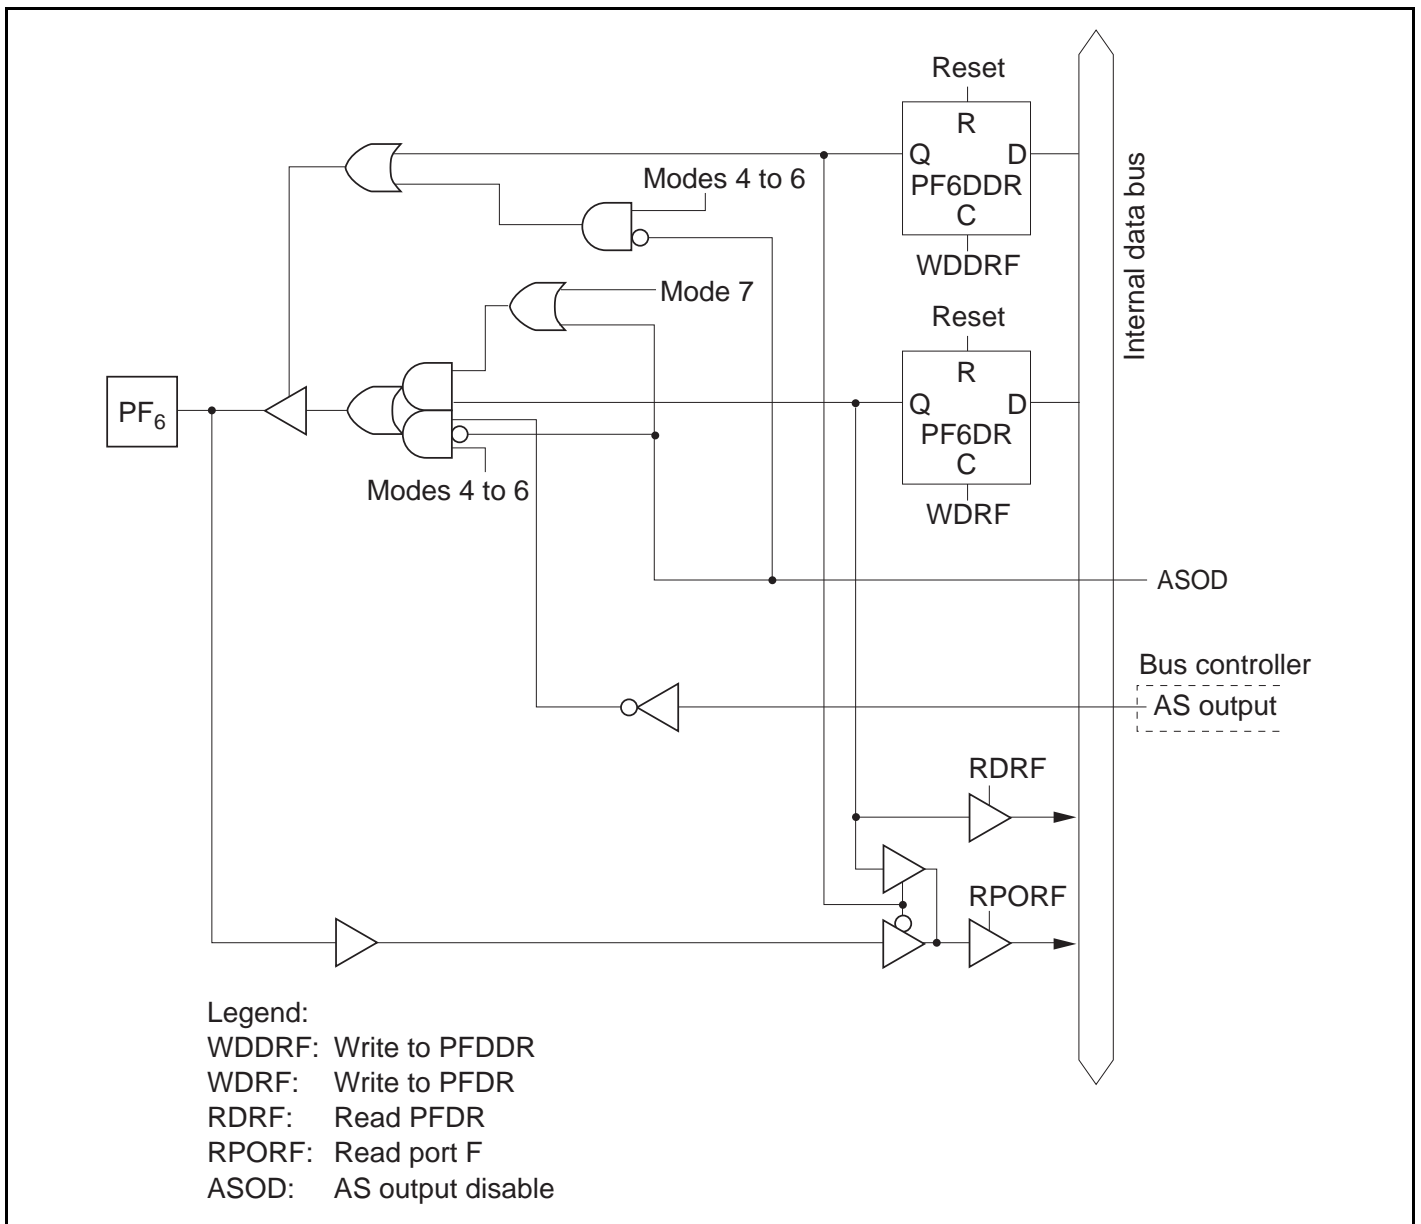 Reset
R
Q D
PF6DDR
C
WDDRF
Modes 4 to 6
Mode 7
Internal data bus
Reset
R
Q D
PF6DR
C
WDRF
PF6
Modes 4 to 6
ASOD
Bus controller
AS output
RDRF
RPORF
Legend:
WDDRF: Write to PFDDR
WDRF: Write to PFDR
RDRF: Read PFDR
RPORF: Read port F
ASOD: AS output disable